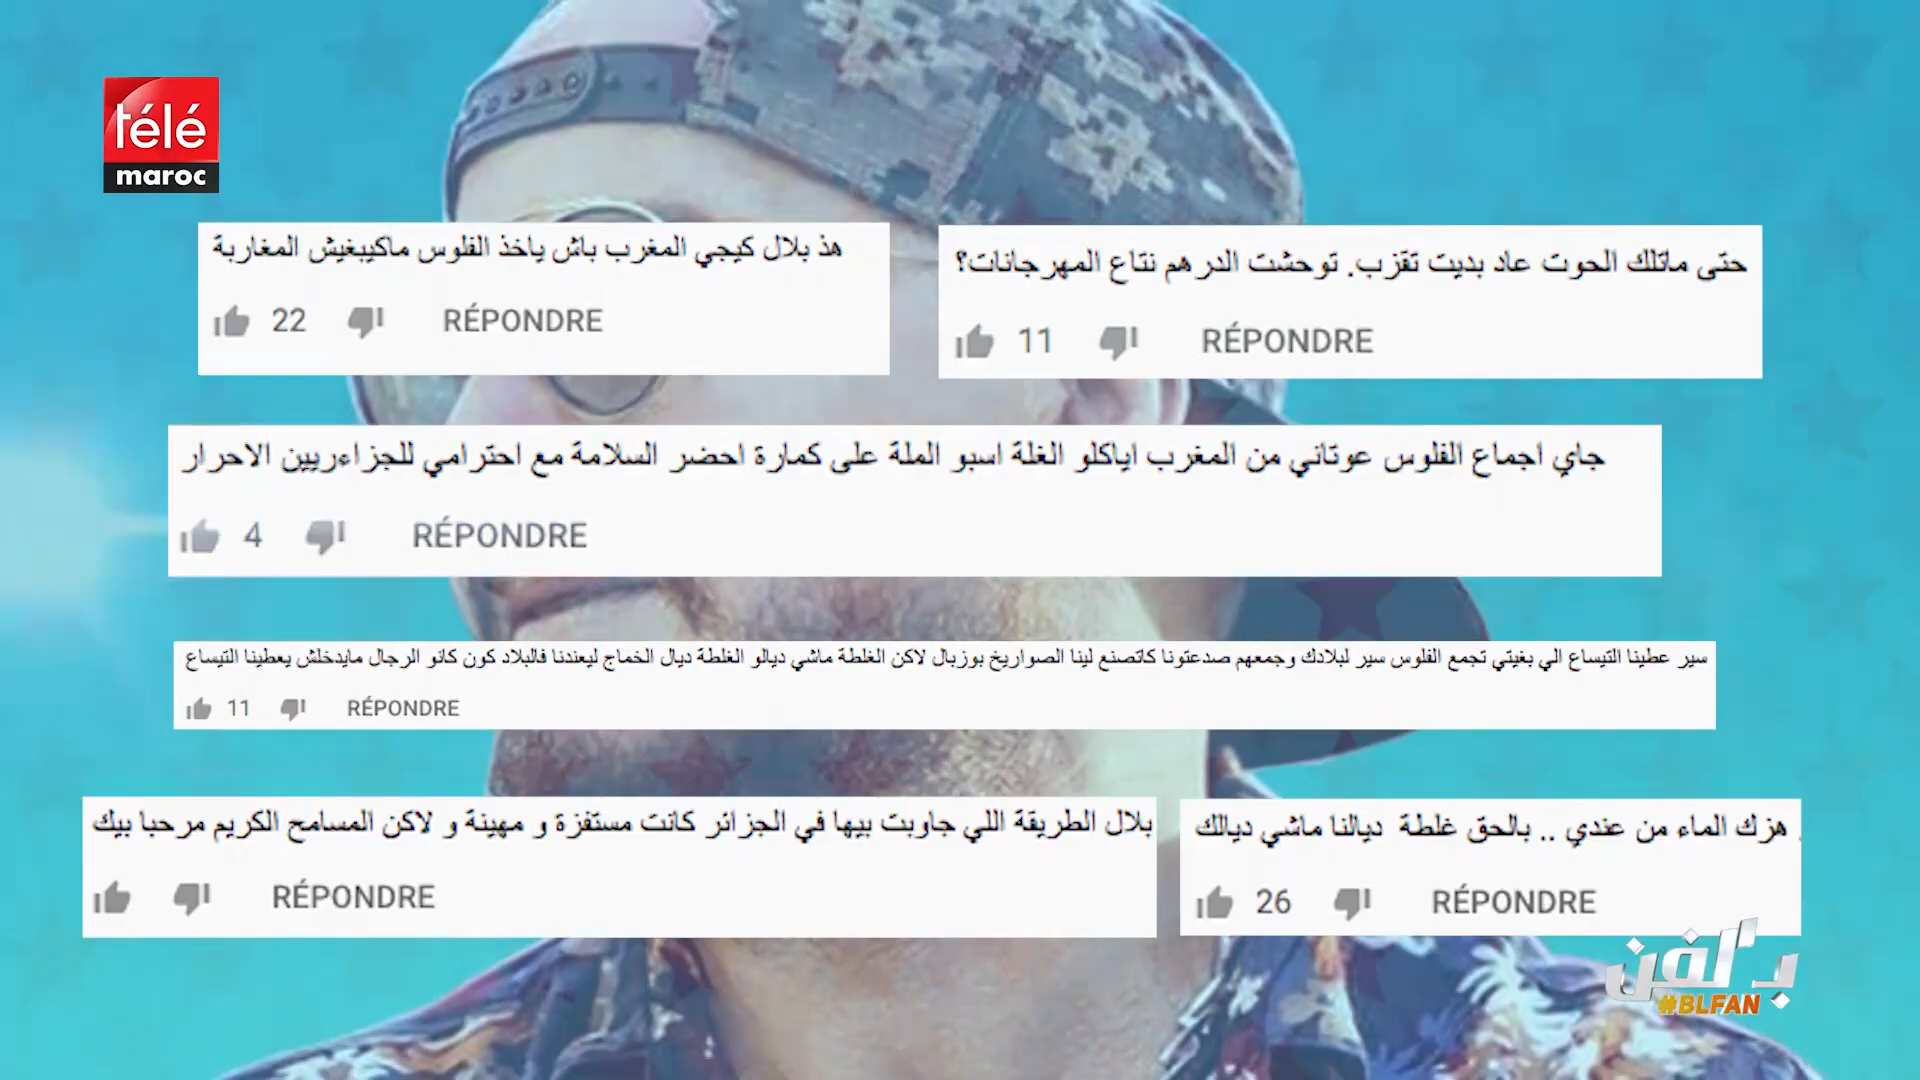 télé
maroc
هذ بلال كيجي المغرب باش ياخذ الفلوس ماكيبغيش المغاربة
22 RÉPONDRE
حتى ماتلك الحوت عاد بديت تقزب. توحشت الدرهم نتاع المهرجانات؟
11 RÉPONDRE
جاي اجماع الفلوس عوتاني من المغرب اياكلو الغلة اسبو الملة على كمارة احضر السلامة مع احترامي للجزاءريين الاحرار
4 RÉPONDRE
سير عطينا التيساع الي بغيتي تجمع الفلوس سير لبلادك وجمعهم صدعتونا كاتصنع لينا الصواريخ بوزبال لاكن الغلطة ماشي ديالو الغلطة ديال الخماج ليعندنا فالبلاد كون كانو الرجال مايدخلش يعطينا التيساع
11 RÉPONDRE
بلال الطريقة اللي جاوبت بيها في الجزائر كانت مستفزة و مهينة و لاكن المسامح الكريم مرحبا بيك
RÉPONDRE
هزك الماء من عندي .. بالحق غلطة ديالنا ماشي ديالك
26 RÉPONDRE
بلفن
#BLFAN